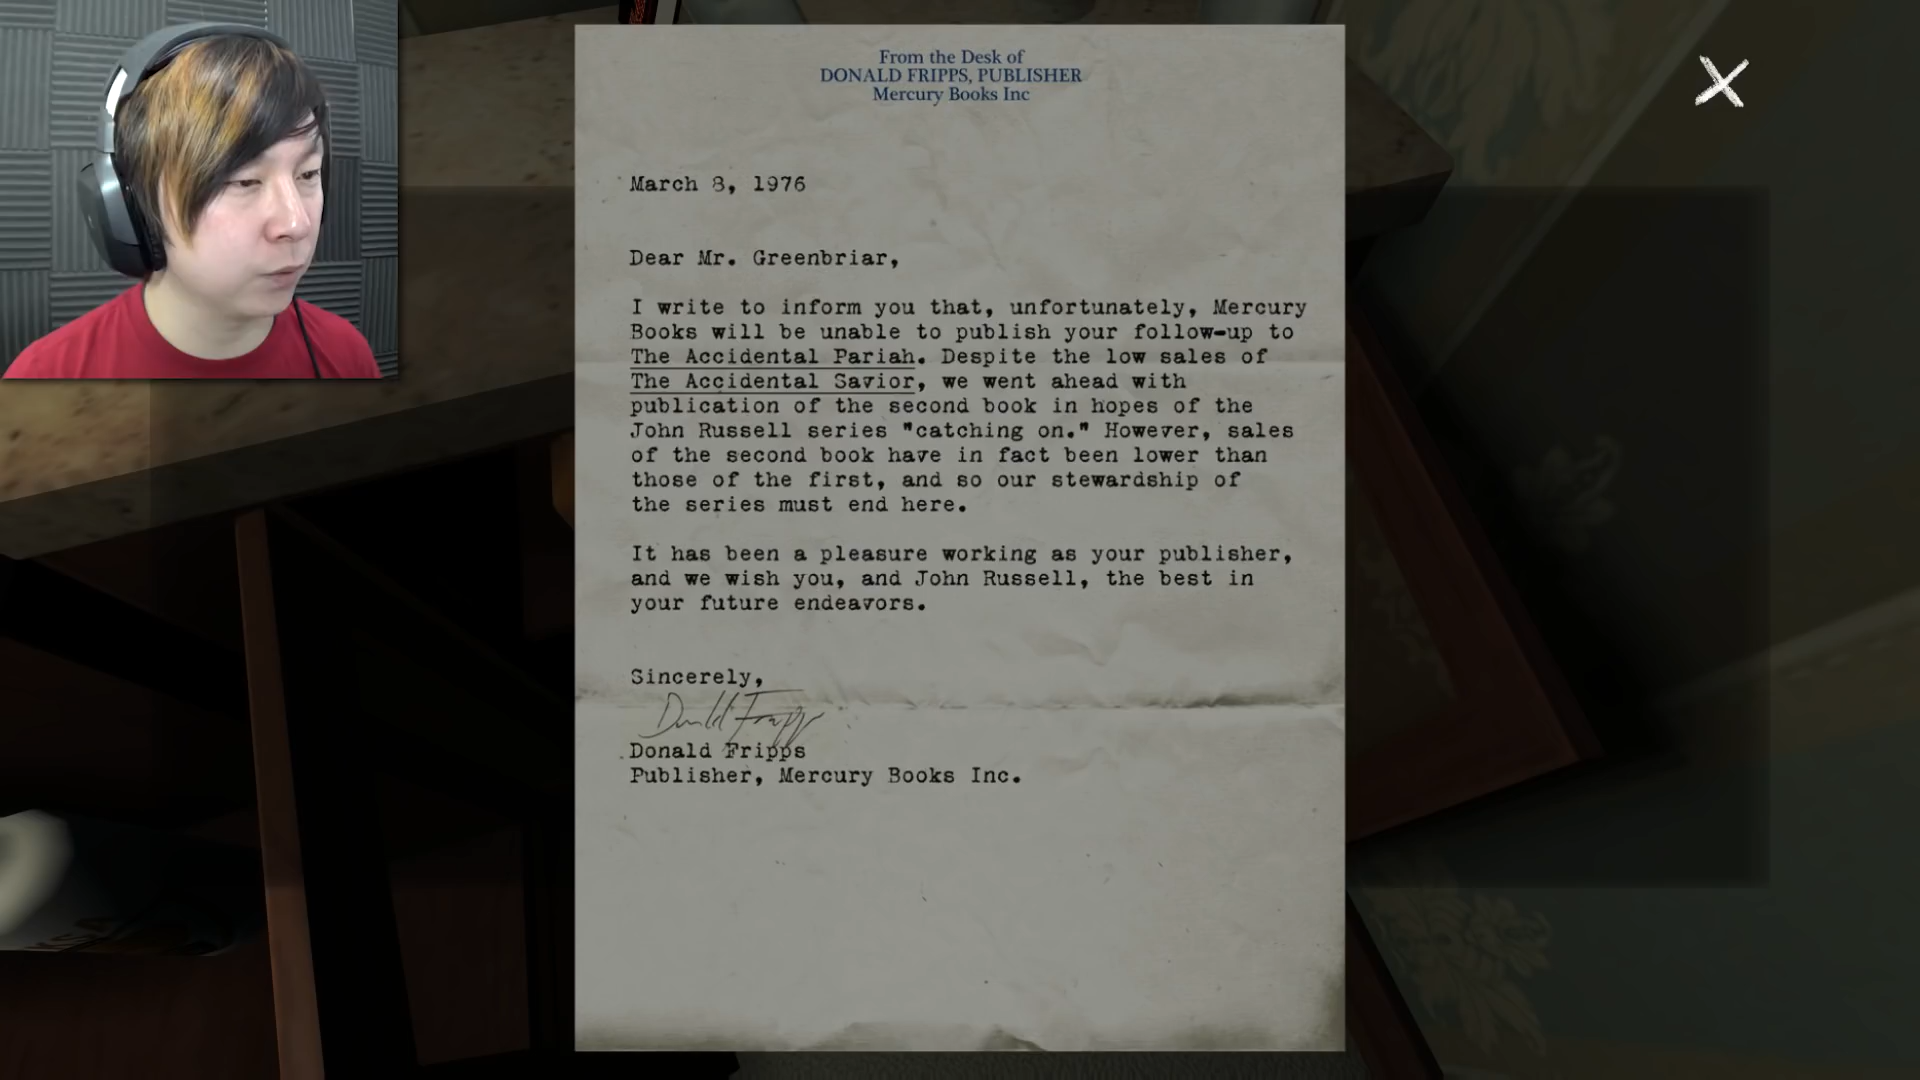 From the Desk of
DONALD FRIPPS, PUBLISHER
Mercury Books Inc
March 8, 1976
Dear Mr. Greenbriar,
I write to inform you that, unfortunately, Mercury
Books will be unable to publish your follow-up to
The Accidental Pariah. Despite the low sales of
The Accidental Savior, we went ahead with
publication of the second book in hopes of the
John Russell series "catching on." However, sales
of the second book have in fact been lower than
those of the first, and so our stewardship of
the series must end here.
It has been a pleasure working as your publisher,
and we wish you, and John Russell, the best in
your future endeavors.
Sincerely,
Donald Fripps
Donald Fripps
Publisher, Mercury Books Inc.